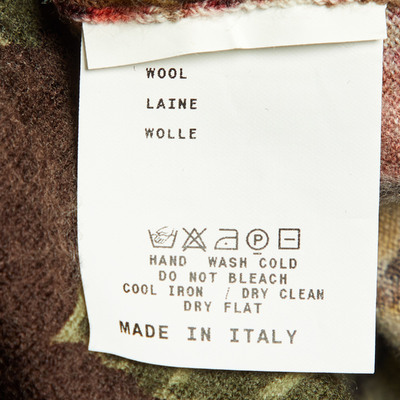 WOOL
LAINE
WOLLE
P
HAND WASH COLD
DO NOT BLEACH
COOL IRON / DRY CLEAN
DRY FLAT
MADE IN ITALY